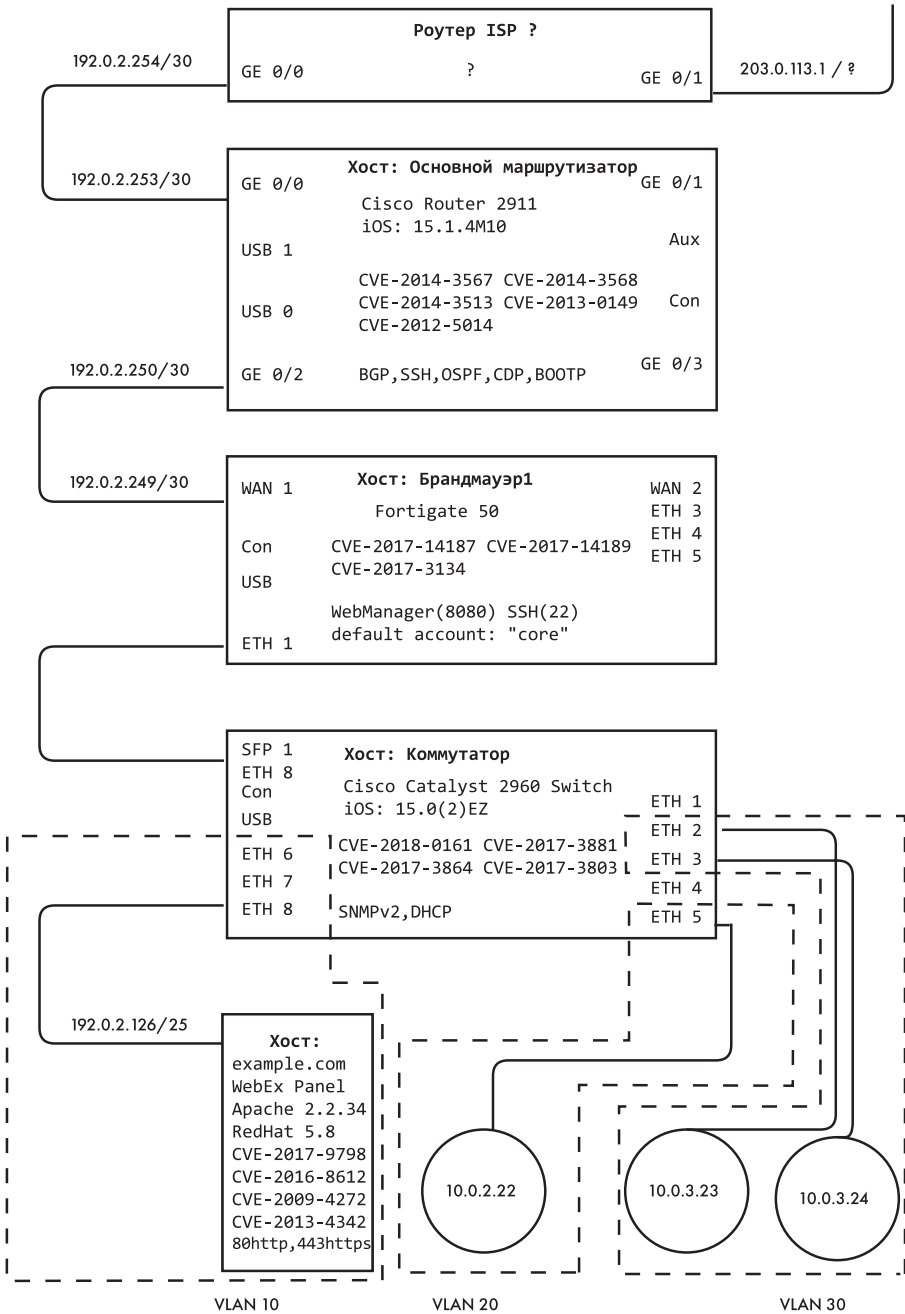 Роутер ISP ?
192.0.2.254/30
GE 0/0
?
GE 0/1
203.0.113.1 / ?
Хост: Основной маршрутизатор
192.0.2.253/30
GE 0/0
GE 0/1
Cisco Router 2911
iOS: 15.1.4M10
USB 1
Aux
CVE-2014-3567 CVE-2014-3568
USB 0
CVE-2014-3513 CVE-2013-0149
Con
CVE-2012-5014
192.0.2.250/30
GE 0/2
BGP,SSH,OSPF,CDP,BOOTP
GE 0/3
192.0.2.249/30
WAN 1
Хост: Брандмауэр1
WAN 2
Fortigate 50
ETH 3
ETH 4
Con
CVE-2017-14187 CVE-2017-14189
ETH 5
USB
CVE-2017-3134
WebManager(8080) SSH(22)
ETH 1
default account: "core"
SFP 1
Хост: Коммутатор
ETH 8
Con
Cisco Catalyst 2960 Switch
USB
iOS: 15.0(2)EZ
ETH 1
ETH 2
ETH 6
CVE-2018-0161 CVE-2017-3881
ETH 3
ETH 7
CVE-2017-3864 CVE-2017-3803
ETH 4
ETH 8
SNMPv2,DHCP
ETH 5
192.0.2.126/25
Хост:
example.com
WebEx Panel
Apache 2.2.34
RedHat 5.8
CVE-2017-9798
CVE-2016-8612
CVE-2009-4272
CVE-2013-4342
80http,443https
10.0.2.22
10.0.3.23
10.0.3.24
VLAN 10
VLAN 20
VLAN 30